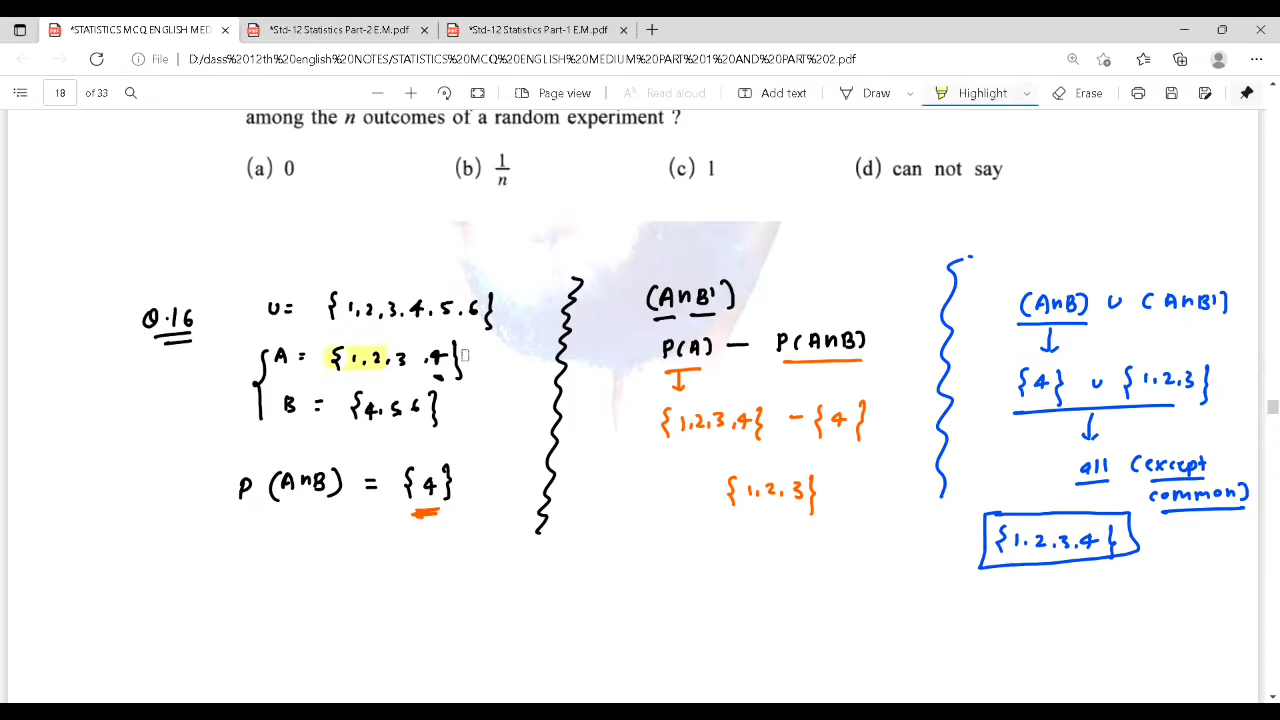 *STATISTICS MCQ ENGLISH MED
*Std-12 Statistics Part-2 E.M.pdf
*Std-12 Statistics Part-1 E.M.pdf
File
D:/dass%2012th%20english%20NOTES/STATISTICS%20MCQ%20ENGLISH%20MEDIUM%20PART%201%20AND%20PART%202.pdf
18 of 33
Page view
Read aloud
Add text
Draw
Highlight
Erase
among the n outcomes of a random experiment ?
(a) 0 (b) 1/n (c) 1 (d) can not say
Q.16
U= {1,2,3,4,5,6}
A = {1,2,3,4}
B = {4,5,6}
P (A∩B) = {4}
(A∩B')
P(A) — P(A∩B)
{1,2,3,4} - {4}
{1,2,3}
(A∩B) ∪ (A∩B')
{4} ∪ {1,2,3}
all (except
common)
{1,2,3,4}